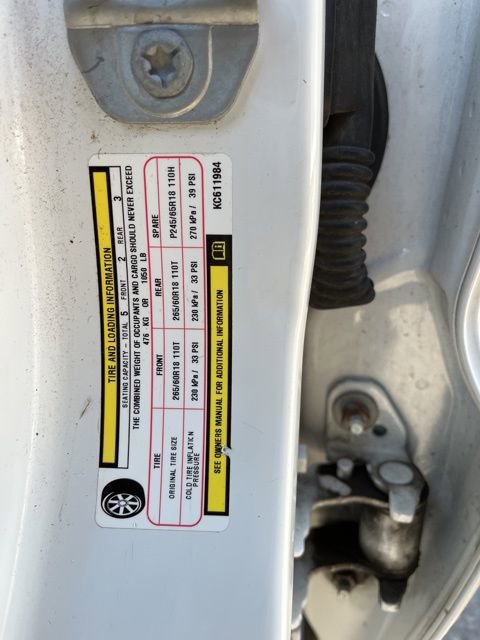 TIRE AND LOADING INFORMATION
SEATING CAPACITY - TOTAL 5 FRONT 2 REAR 3
THE COMBINED WEIGHT OF OCCUPANTS AND CARGO SHOULD NEVER EXCEED
476 KG OR 1050 LB
TIRE FRONT REAR SPARE
ORIGINAL TIRE SIZE 265/60R18 110T 265/60R18 110T P245/65R18 110H
COLD TIRE INFLATION
PRESSURE 230 kPa / 33 PSI 230 kPa / 33 PSI 270 kPa / 39 PSI
SEE OWNERS MANUAL FOR ADDITIONAL INFORMATION
KC611984